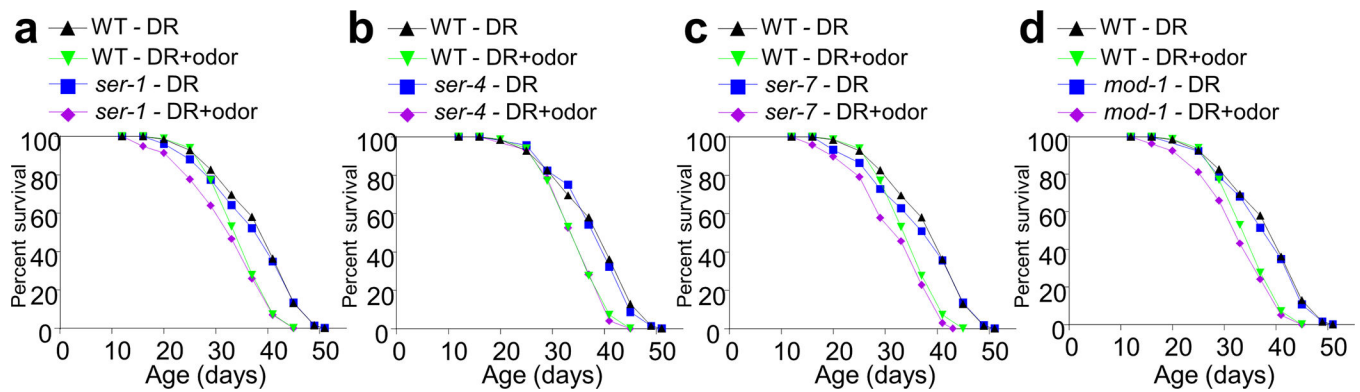 a
WT - DR
WT - DR+odor
ser-1 - DR
ser-1 - DR+odor
Percent survival
100
80
60
40
20
0
0 10 20 30 40 50
Age (days)
b
WT - DR
WT - DR+odor
ser-4 - DR
ser-4 - DR+odor
Percent survival
100
80
60
40
20
0
0 10 20 30 40 50
Age (days)
c
WT - DR
WT - DR+odor
ser-7 - DR
ser-7 - DR+odor
Percent survival
100
80
60
40
20
0
0 10 20 30 40 50
Age (days)
d
WT - DR
WT - DR+odor
mod-1 - DR
mod-1 - DR+odor
Percent survival
100
80
60
40
20
0
0 10 20 30 40 50
Age (days)